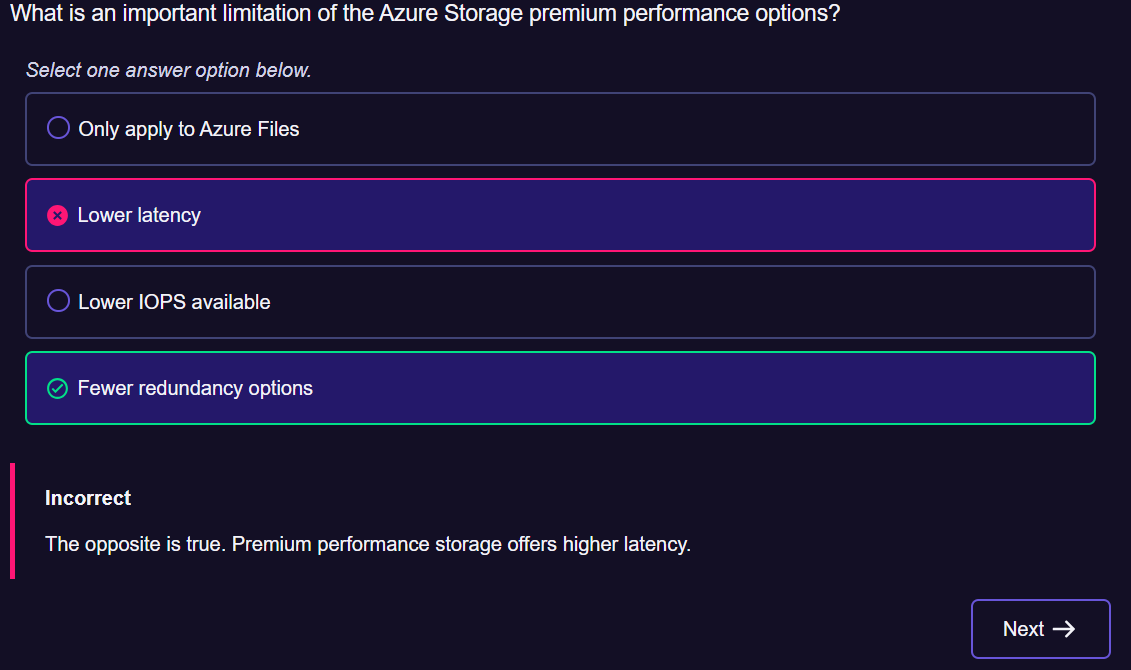 What is an important limitation of the Azure Storage premium performance options?
Select one answer option below.
Only apply to Azure Files
Lower latency
Lower IOPS available
Fewer redundancy options
Incorrect
The opposite is true. Premium performance storage offers higher latency.
Next →